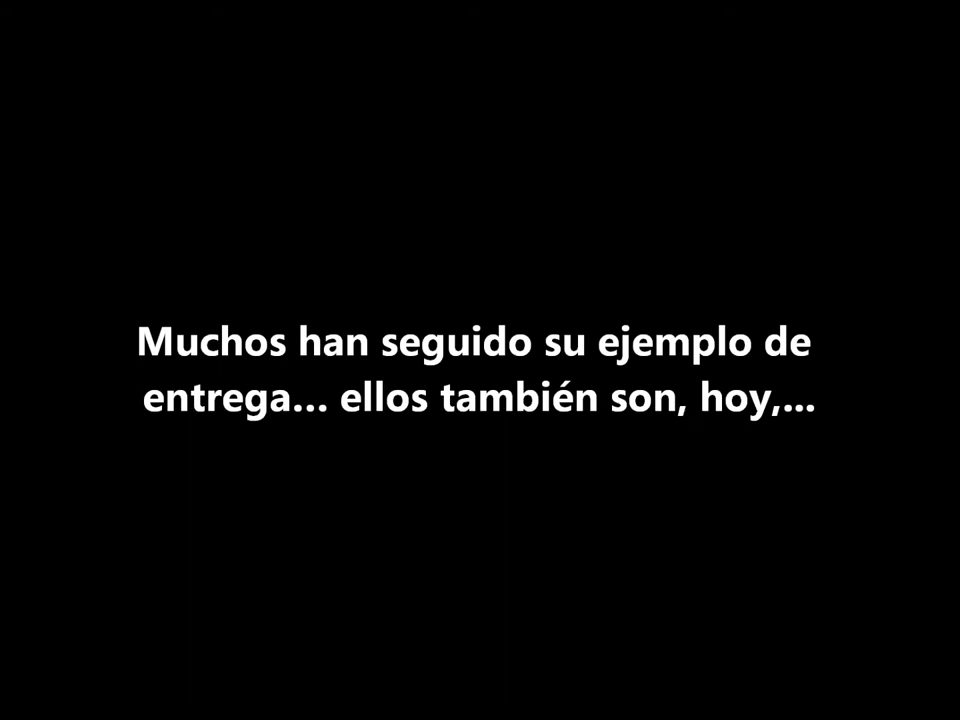 Muchos han seguido su ejemplo de
entrega... ellos también son, hoy,...